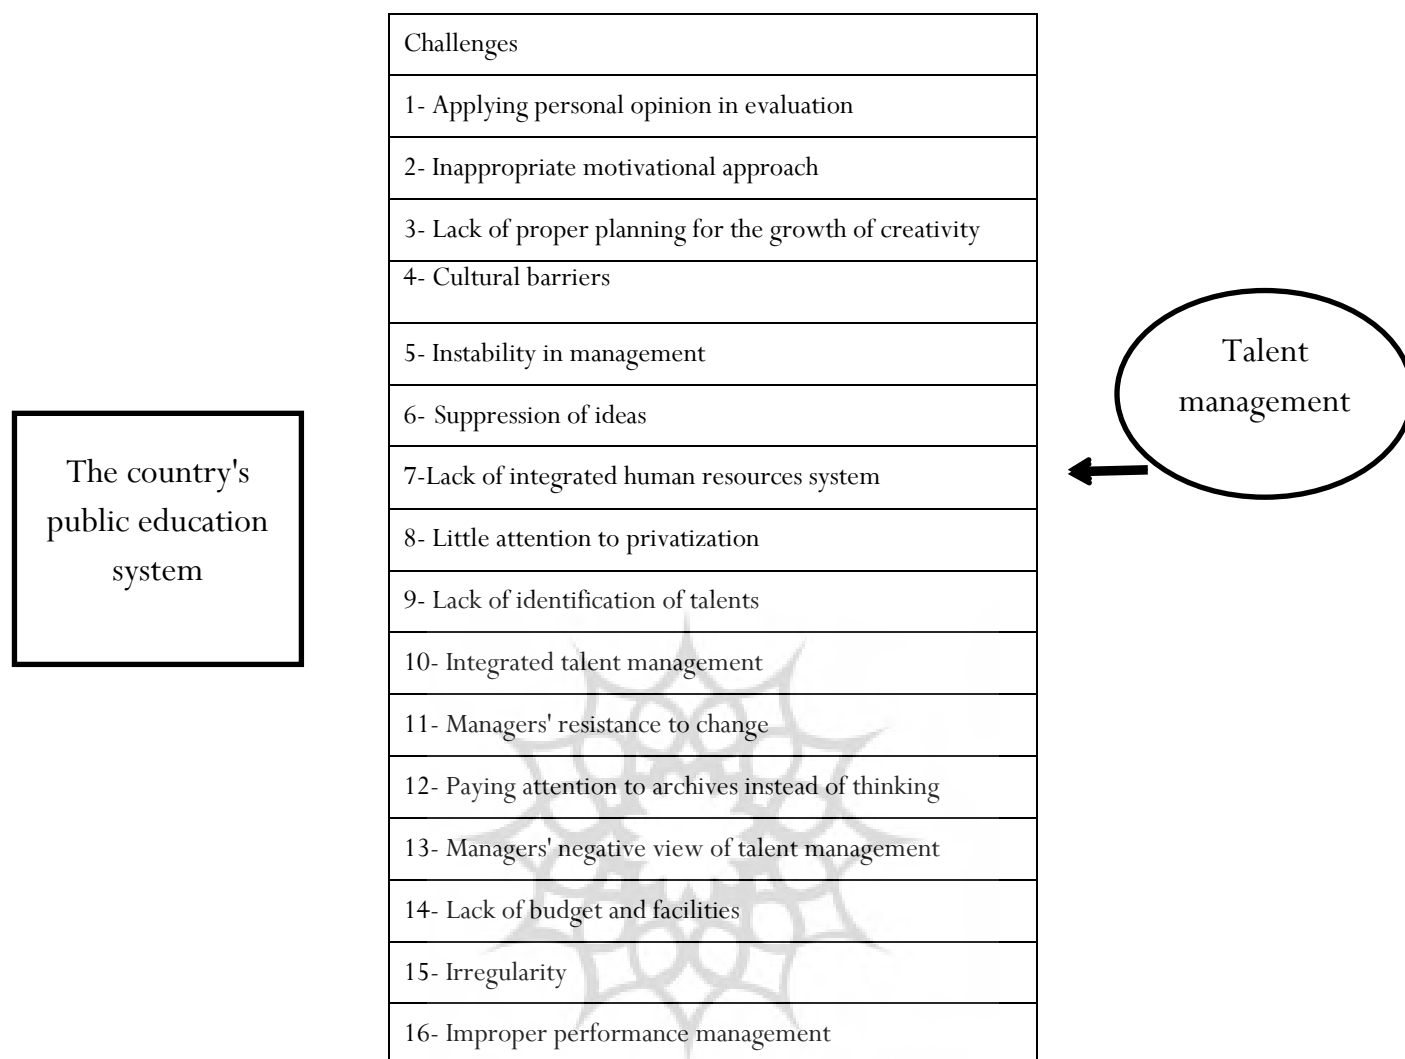 Challenges
1- Applying personal opinion in evaluation
2- Inappropriate motivational approach
3- Lack of proper planning for the growth of creativity
4- Cultural barriers
5- Instability in management
6- Suppression of ideas
7-Lack of integrated human resources system
8- Little attention to privatization
9- Lack of identification of talents
10- Integrated talent management
11- Managers' resistance to change
12- Paying attention to archives instead of thinking
13- Managers' negative view of talent management
14- Lack of budget and facilities
15- Irregularity
16- Improper performance management
The country's
public education
system
Talent
management